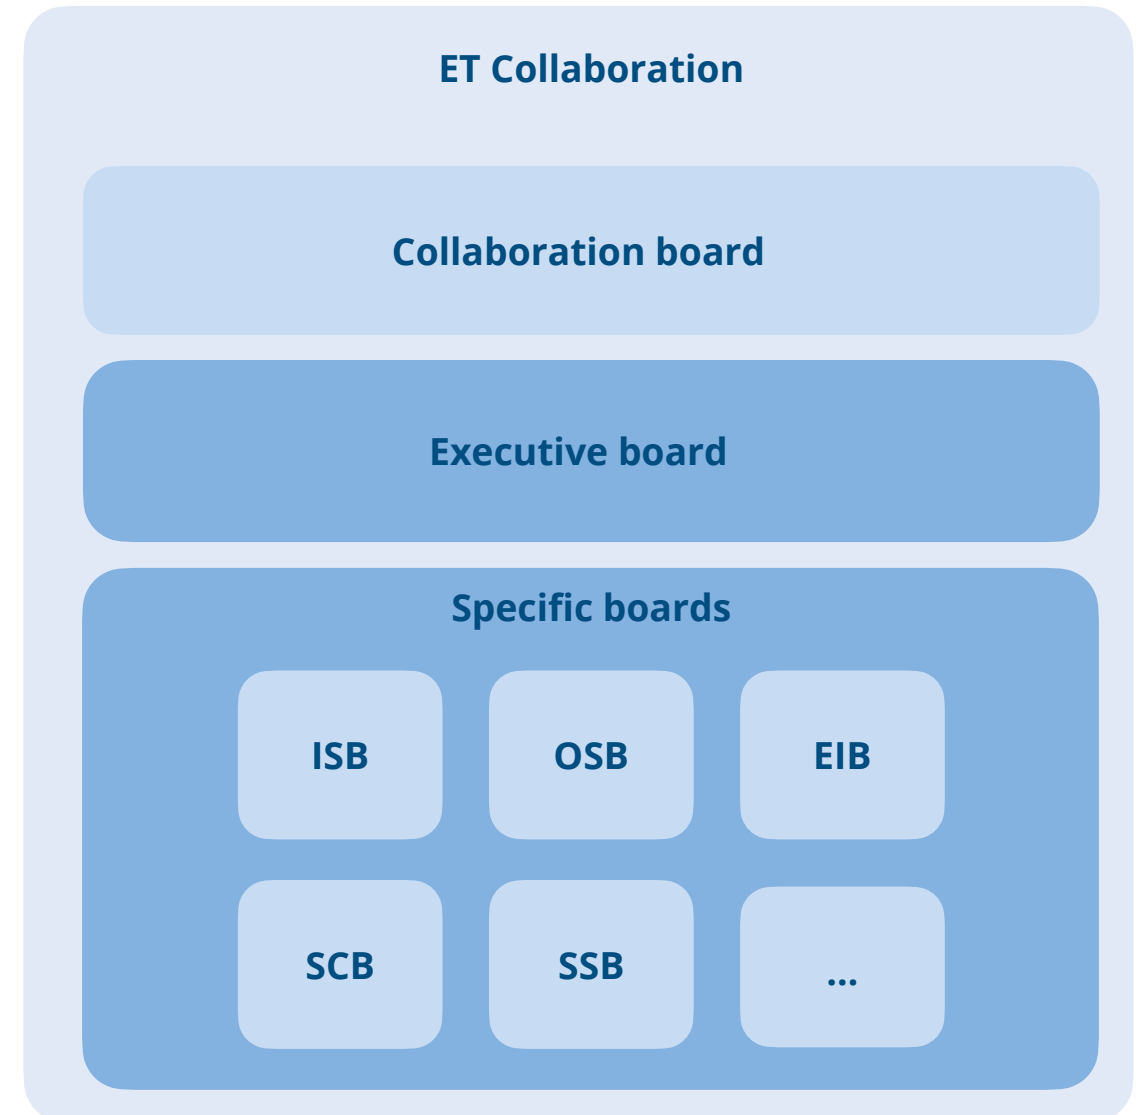 ET Collaboration
Collaboration board
Executive board
Specific boards
ISB
OSB
EIB
SCB
SSB
...